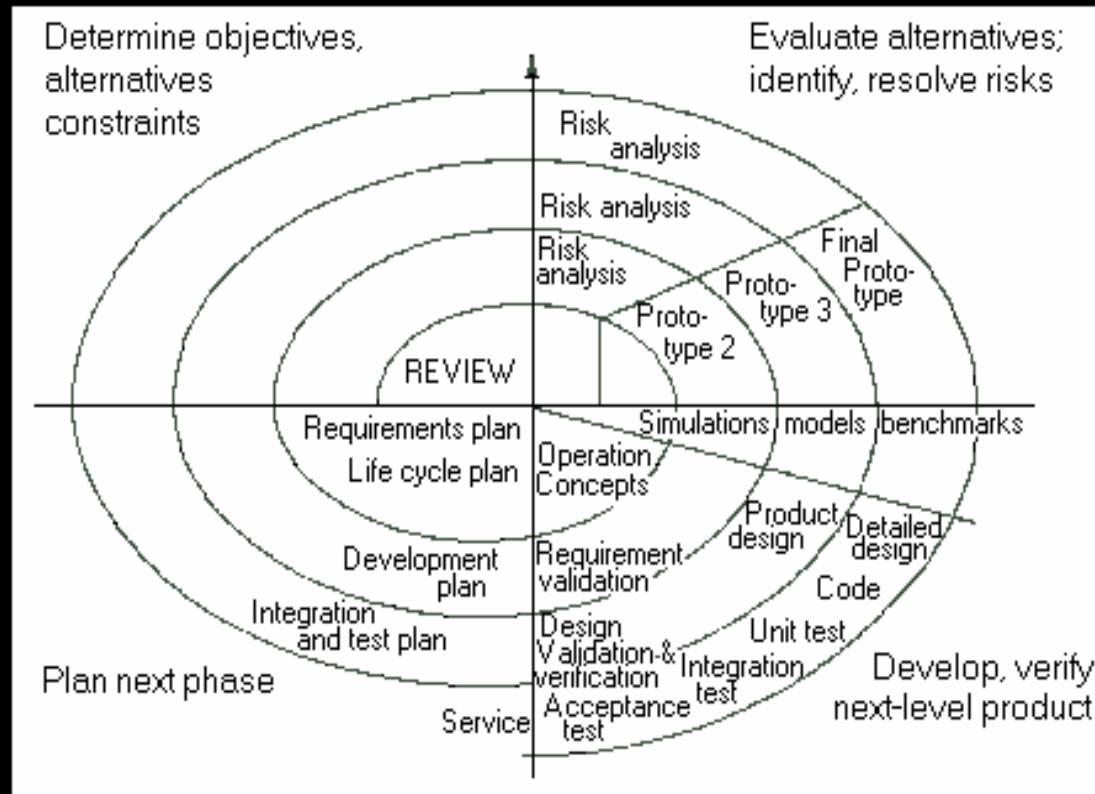 Determine objectives,
alternatives
constraints
Evaluate alternatives;
identify, resolve risks
Risk
analysis
Risk analysis
Risk
analysis
Final
Proto-
type
Proto-
type 3
Proto-
type 2
REVIEW
Requirements plan
Life cycle plan
Simulations
models
benchmarks
Operation
Concepts
Product
design
Detailed
design
Development
plan
Requirement
validation
Code
Integration
and test plan
Design
Validation-&
verification
Unit test
Integration
test
Plan next phase
Develop, verify
next-level product
Service
Acceptance
test